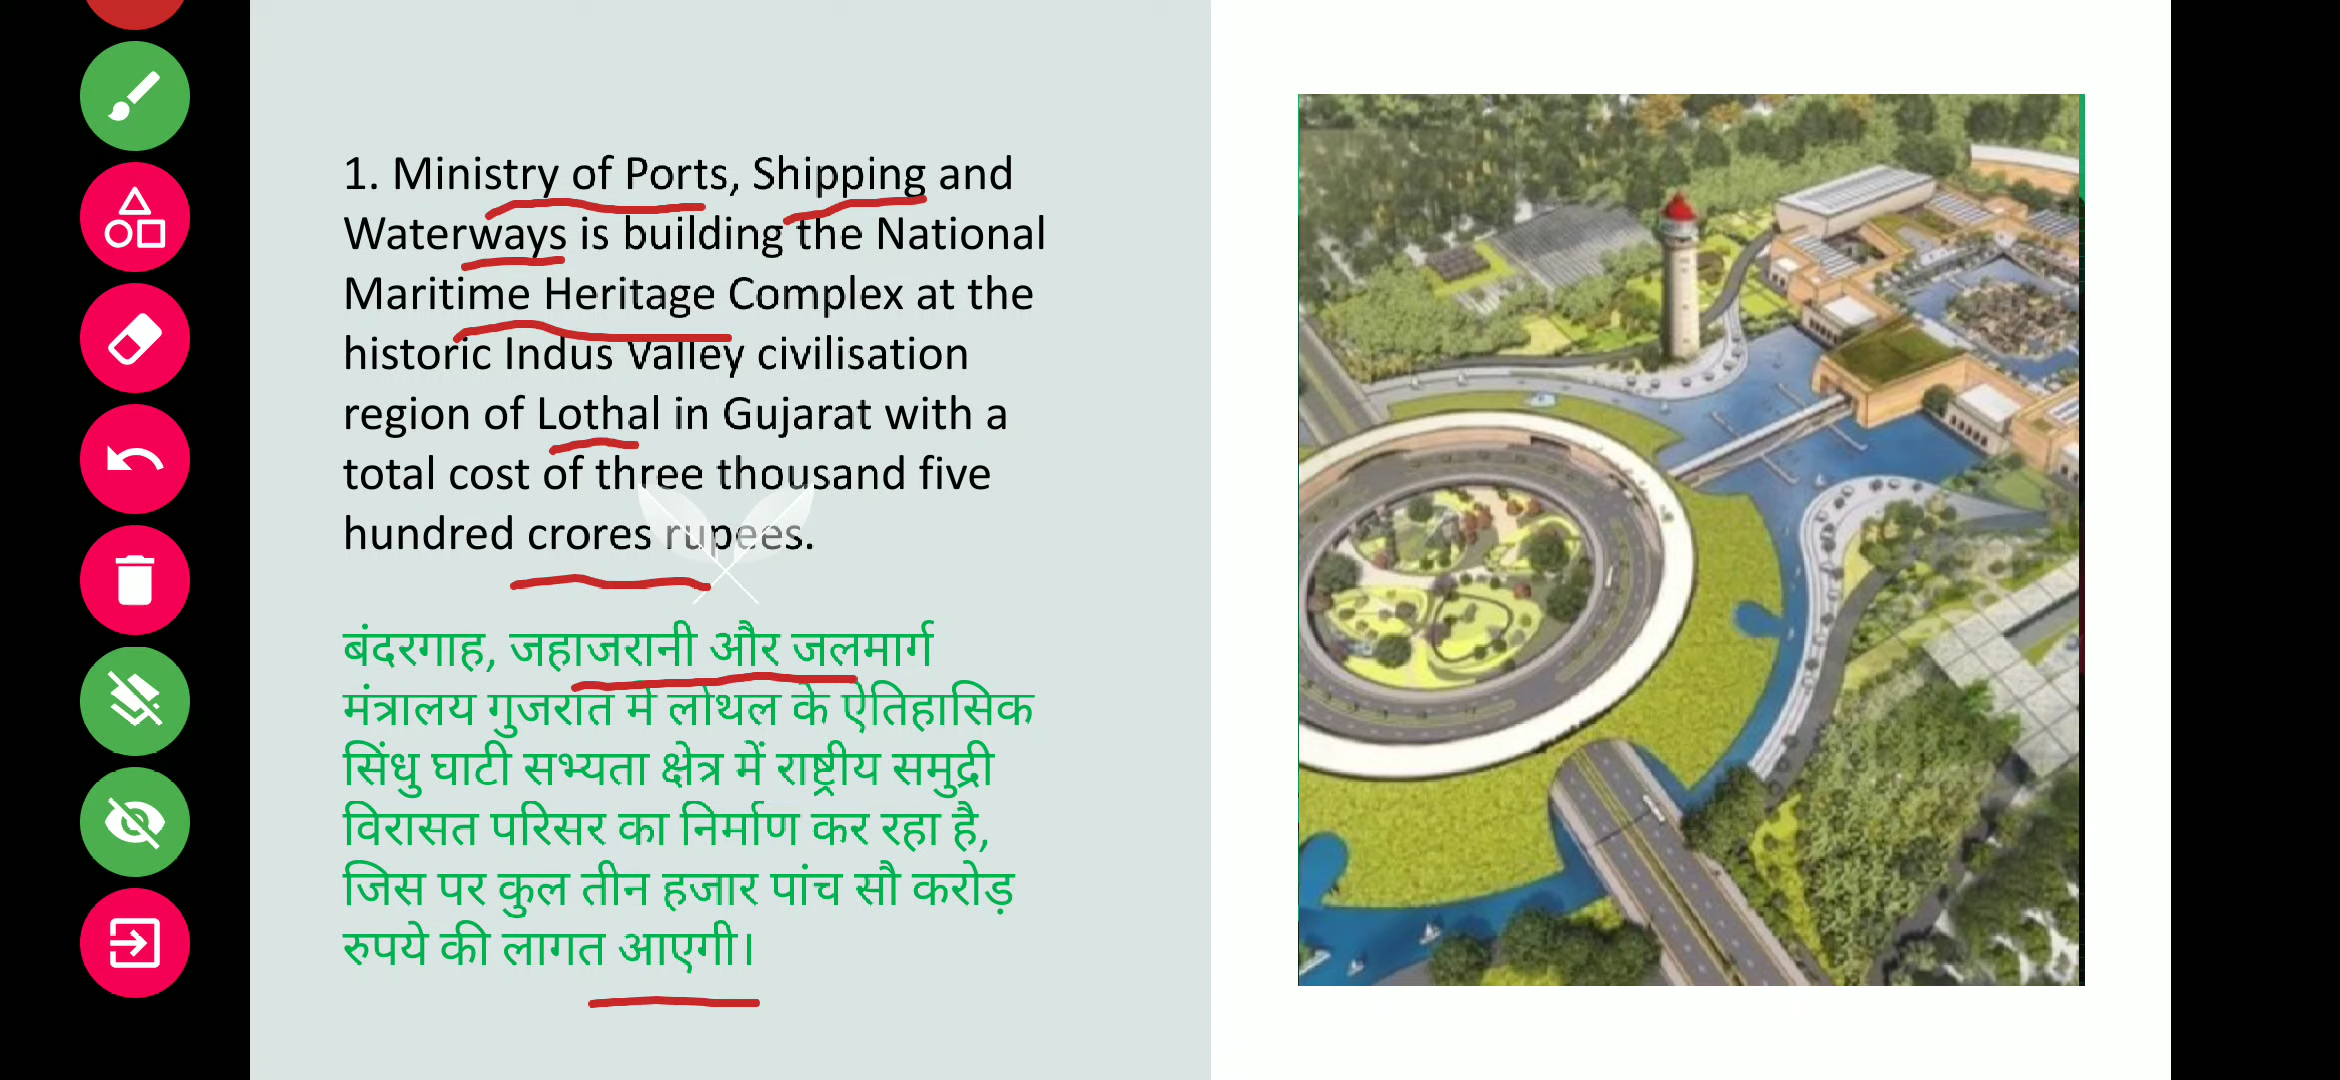 1. Ministry of Ports, Shipping and
Waterways is building the National
Maritime Heritage Complex at the
historic Indus Valley civilisation
region of Lothal in Gujarat with a
total cost of three thousand five
hundred crores rupees.
बंदरगाह, जहाजरानी और जलमार्ग
मंत्रालय गुजरात में लोथल के ऐतिहासिक
सिंधु घाटी सभ्यता क्षेत्र में राष्ट्रीय समुद्री
विरासत परिसर का निर्माण कर रहा है,
जिस पर कुल तीन हजार पांच सौ करोड़
रुपये की लागत आएगी।